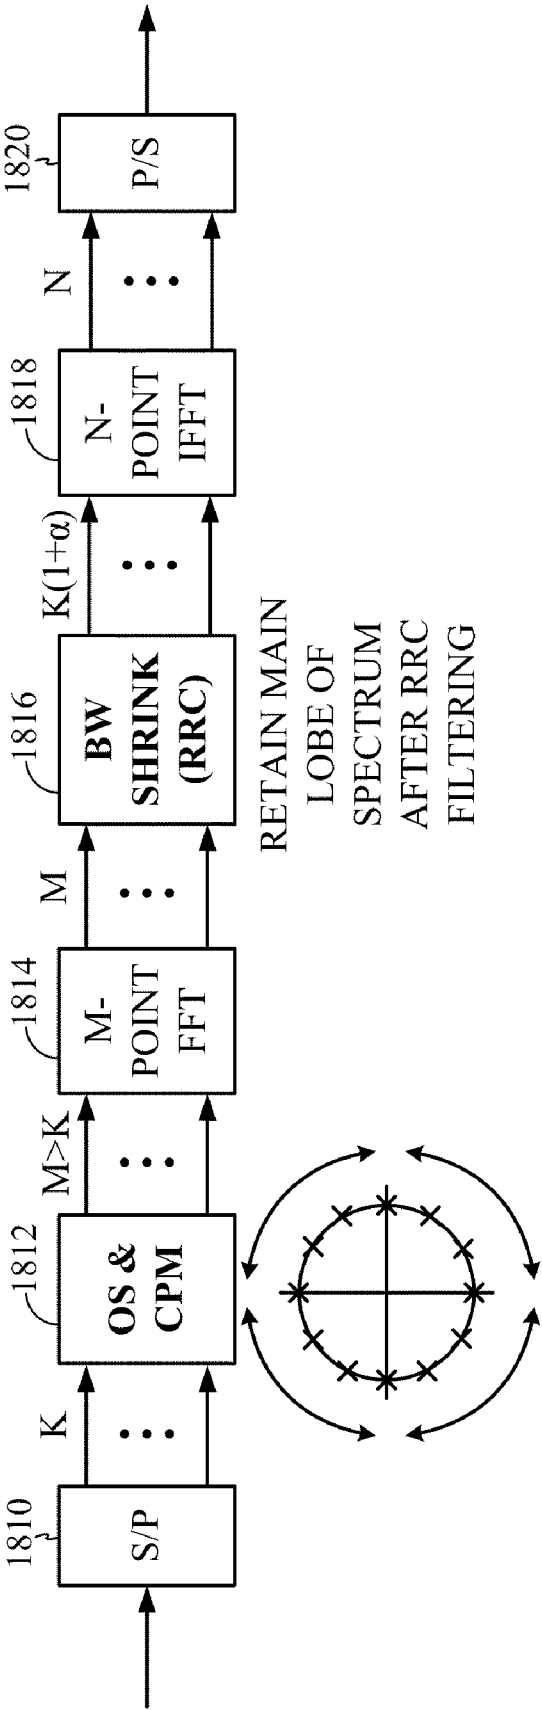 1810
S/P
K
1812
OS &
CPM
M>K
1814
M-
POINT
FFT
M
1816
BW
SHRINK
(RRC)
RETAIN MAIN
LOBE OF
SPECTRUM
AFTER RRC
FILTERING
K(1+α)
1818
N-
POINT
IFFT
N
1820
P/S